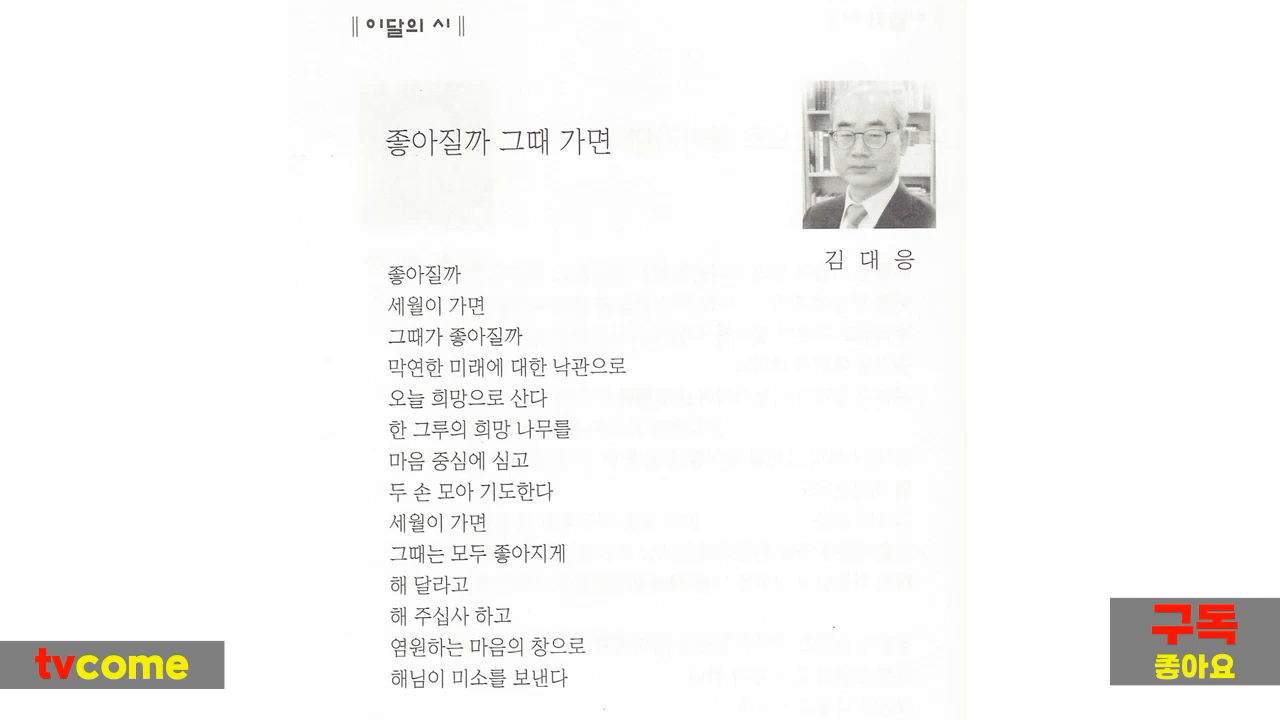 이달의 시
좋아질까 그때 가면
김 대 응
좋아질까
세월이 가면
그때가 좋아질까
막연한 미래에 대한 낙관으로
오늘 희망으로 산다
한 그루의 희망 나무를
마음 중심에 심고
두 손 모아 기도한다
세월이 가면
그때는 모두 좋아지게
해 달라고
해 주십사 하고
염원하는 마음의 창으로
해님이 미소를 보낸다
tvcome
구독
좋아요